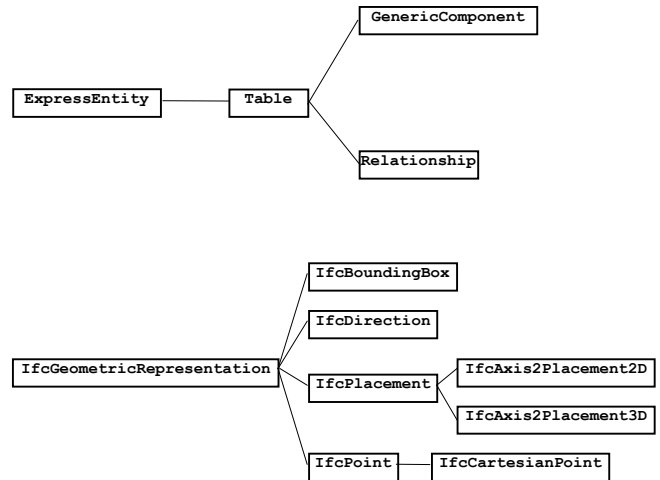 GenericComponent
ExpressEntity
Table
Relationship
IfcBoundingBox
IfcDirection
IfcGeometricRepresentation
IfcPlacement
IfcAxis2Placement2D
IfcAxis2Placement3D
IfcPoint
IfcCartesianPoint